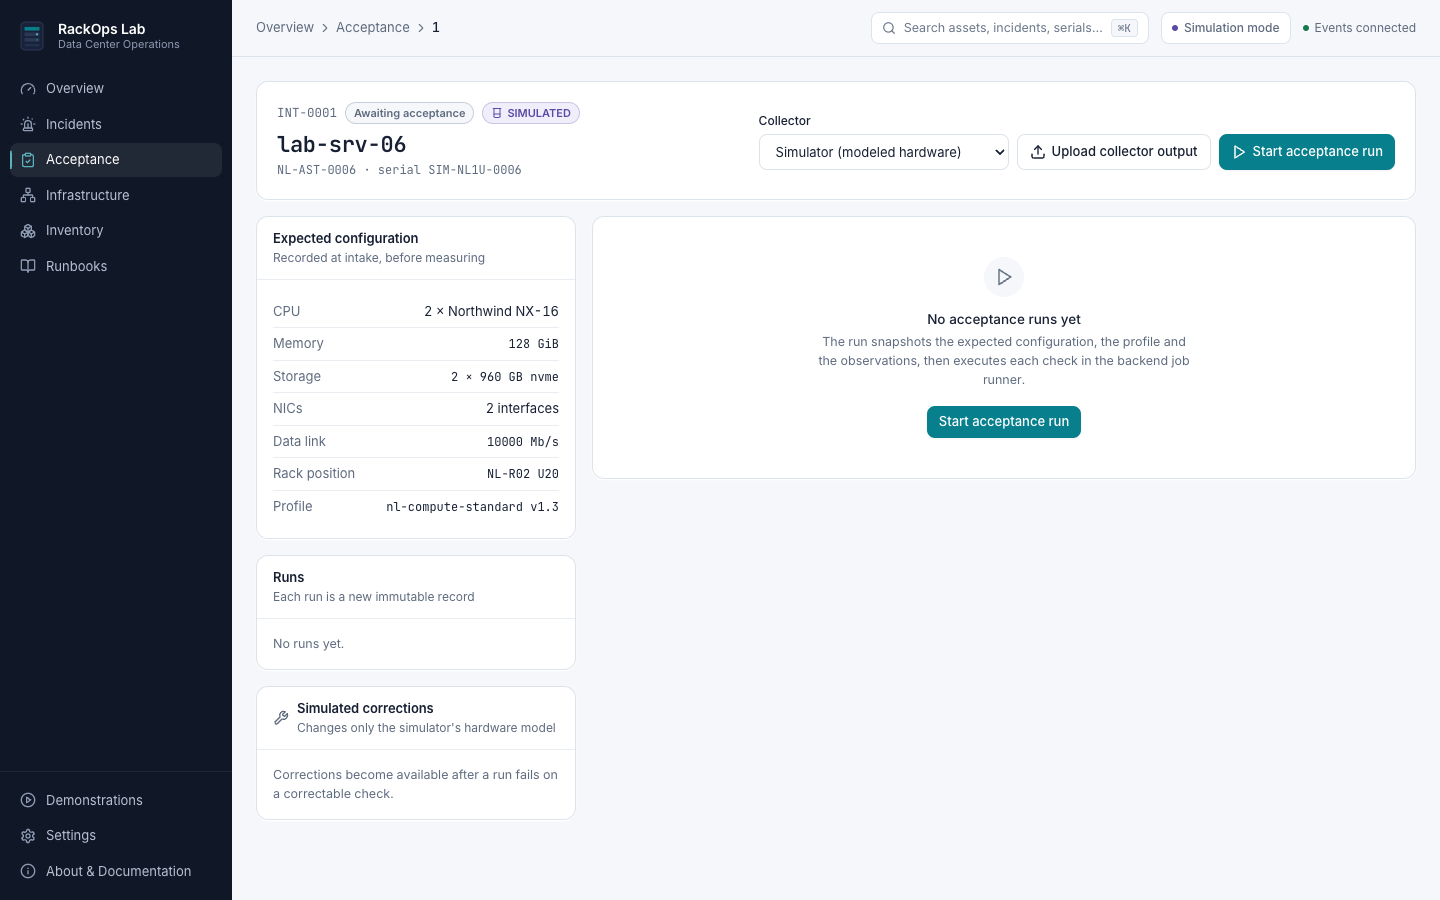 RackOps Lab
Data Center Operations
Overview
Incidents
Acceptance
Infrastructure
Inventory
Runbooks
Demonstrations
Settings
About & Documentation
Overview > Acceptance > 1
Search assets, incidents, serials... ⌘K
Simulation mode
Events connected
INT-0001 Awaiting acceptance SIMULATED
lab-srv-06
NL-AST-0006 · serial SIM-NL1U-0006
Collector
Simulator (modeled hardware)
Upload collector output
Start acceptance run
Expected configuration
Recorded at intake, before measuring
CPU 2 × Northwind NX-16
Memory 128 GiB
Storage 2 × 960 GB nvme
NICs 2 interfaces
Data link 10000 Mb/s
Rack position NL-R02 U20
Profile nl-compute-standard v1.3
Runs
Each run is a new immutable record
No runs yet.
Simulated corrections
Changes only the simulator's hardware model
Corrections become available after a run fails on
a correctable check.
No acceptance runs yet
The run snapshots the expected configuration, the profile and
the observations, then executes each check in the backend job
runner.
Start acceptance run